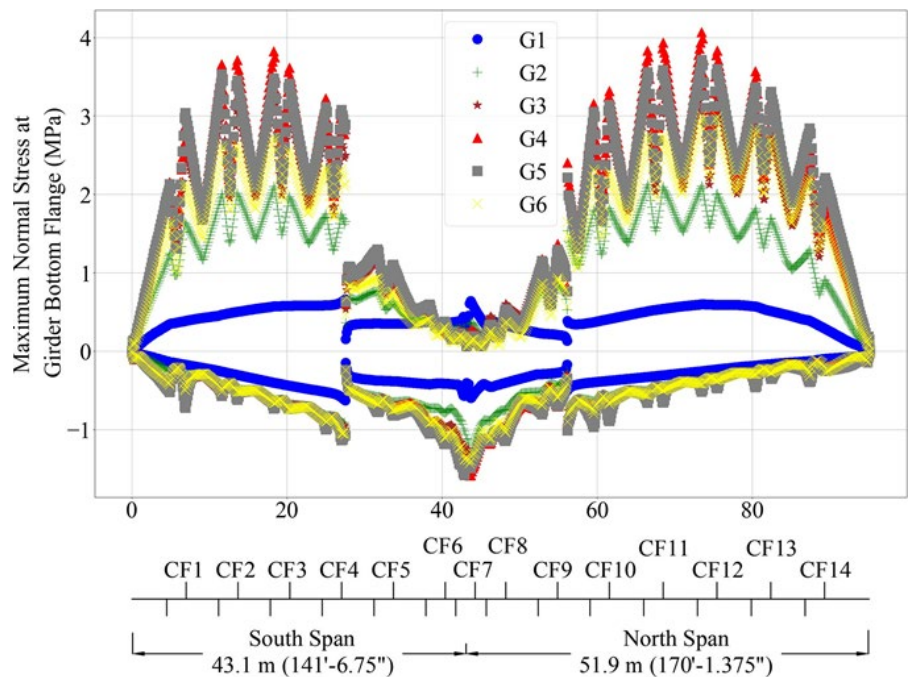 Maximum Normal Stress at
Girder Bottom Flange (MPa)
4
3
2
1
0
−1
G1
G2
G3
G4
G5
G6
0 20 40 60 80
CF6 CF8 CF11 CF13
CF1 CF2 CF3 CF4 CF5 CF7 CF9 CF10 CF12 CF14
South Span North Span
43.1 m (141'-6.75") 51.9 m (170'-1.375")